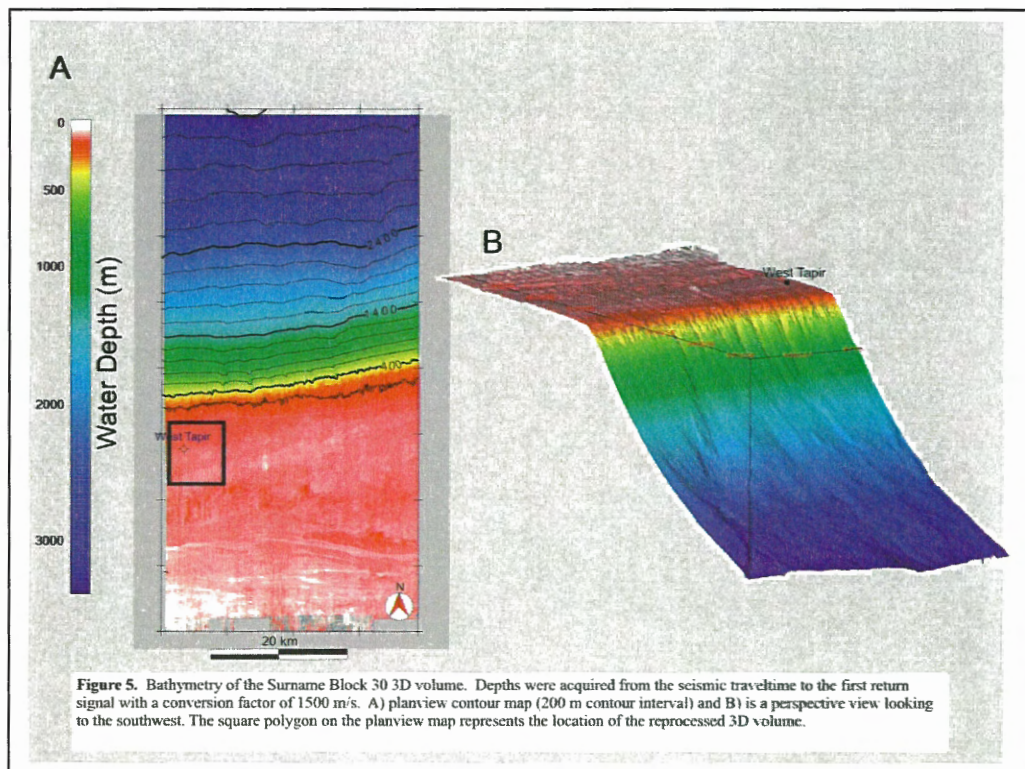 A
0
500
1000
2000
3000
Water Depth (m)
2400
1400
400
West Tapir
N
20 km
B
West Tapir
Figure 5. Bathymetry of the Surname Block 30 3D volume. Depths were acquired from the seismic traveltime to the first return
signal with a conversion factor of 1500 m/s. A) planview contour map (200 m contour interval) and B) is a perspective view looking
to the southwest. The square polygon on the planview map represents the location of the reprocessed 3D volume.